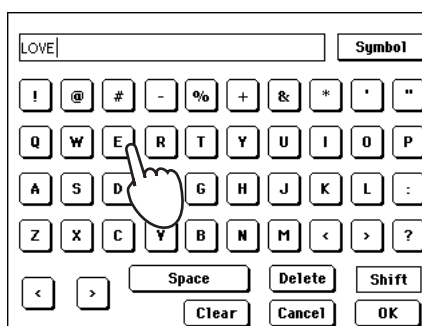 LOVE Symbol
! @ # - % + & * ' "
Q W E R T Y U I O P
A S D G H J K L :
Z X C V B N M < > ?
< > Space Delete Shift
Clear Cancel OK